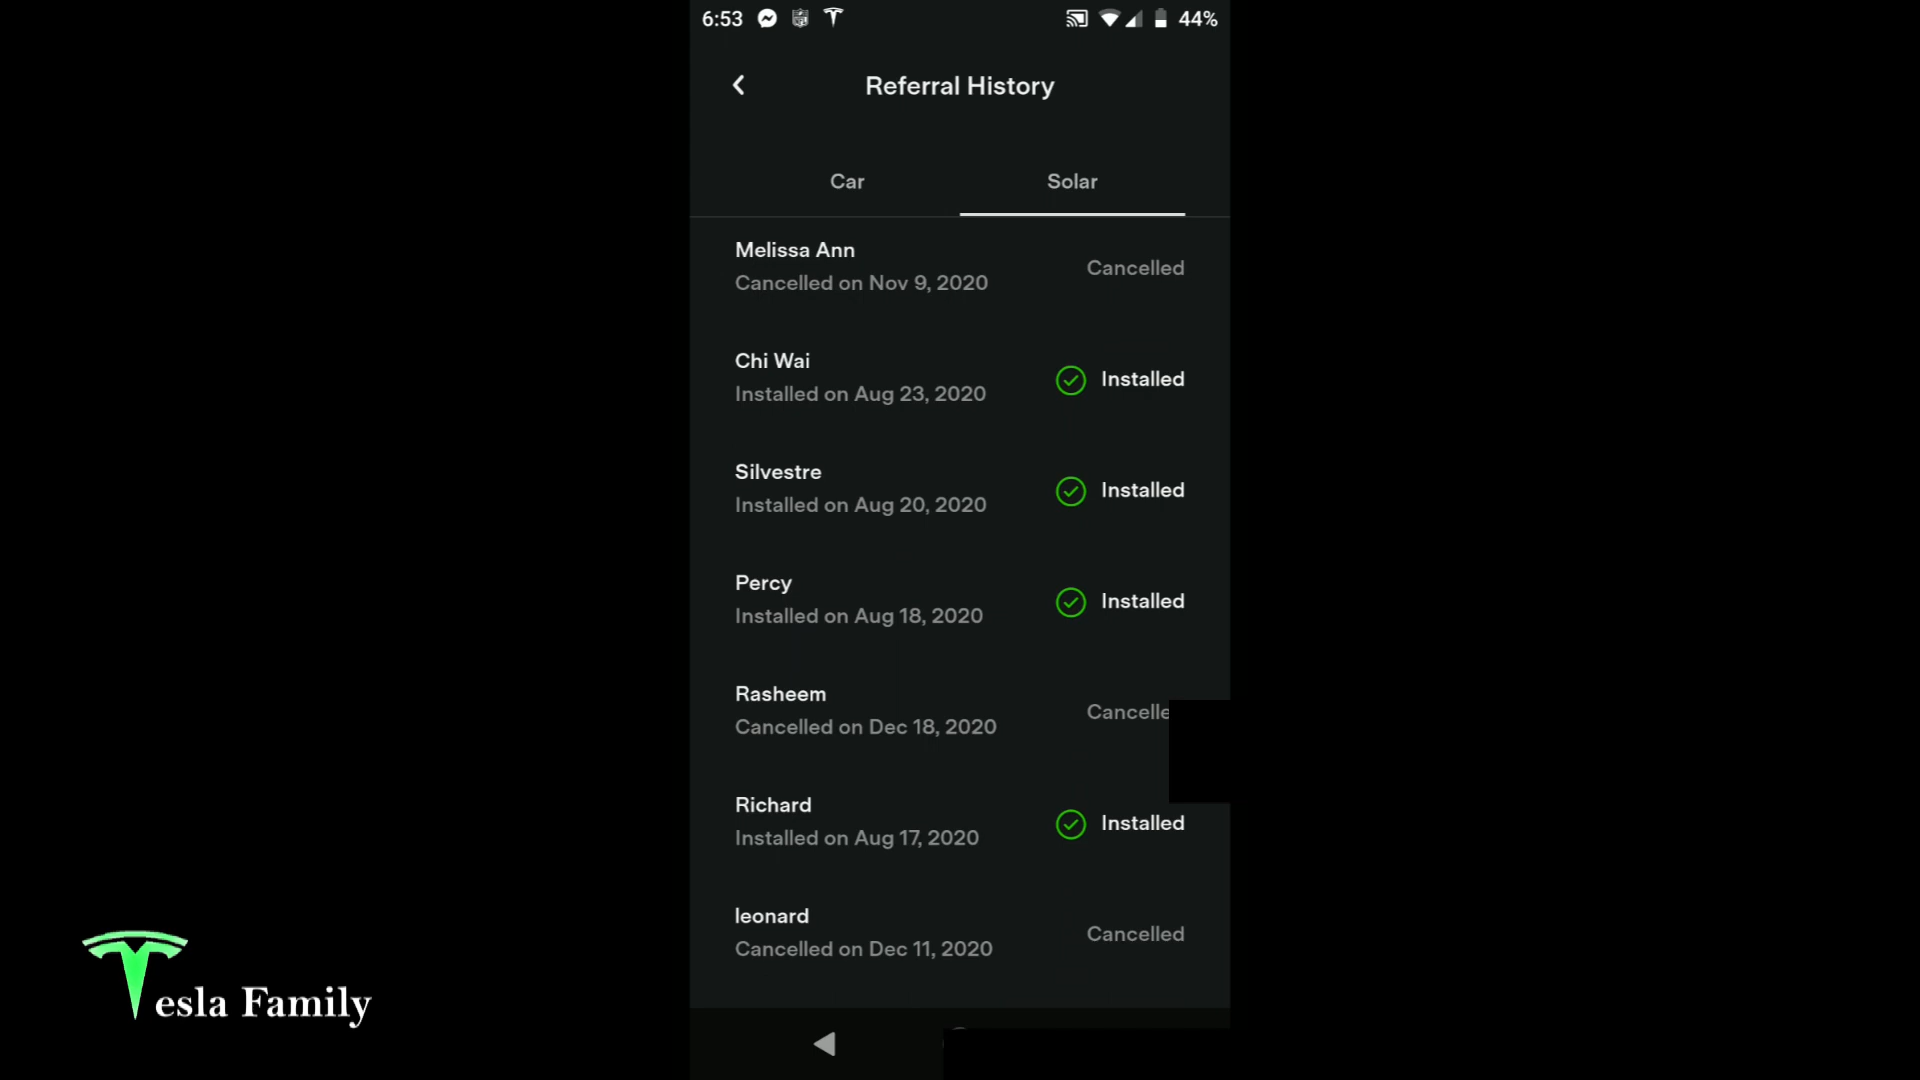 6:53
44%
Referral History
Car
Solar
Melissa Ann
Cancelled on Nov 9, 2020
Cancelled
Chi Wai
Installed on Aug 23, 2020
Installed
Silvestre
Installed on Aug 20, 2020
Installed
Percy
Installed on Aug 18, 2020
Installed
Rasheem
Cancelled on Dec 18, 2020
Cancelle
Richard
Installed on Aug 17, 2020
Installed
leonard
Cancelled on Dec 11, 2020
Cancelled
Tesla Family